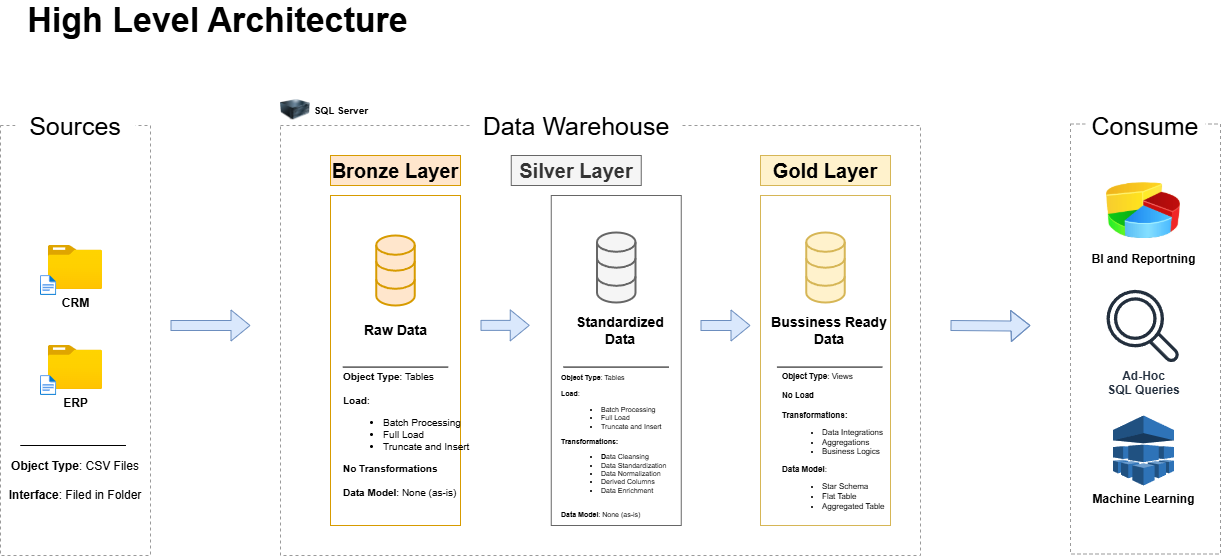 High Level Architecture
Sources
CRM
ERP
Object Type: CSV Files
Interface: Filed in Folder
SQL Server
Data Warehouse
Bronze Layer
Raw Data
Object Type: Tables
Load:
Batch Processing
Full Load
Truncate and Insert
No Transformations
Data Model: None (as-is)
Silver Layer
Standardized
Data
Object Type: Tables
Load:
Batch Processing
Full Load
Truncate and Insert
Transformations:
Data Cleansing
Data Standardization
Data Normalization
Derived Columns
Data Enrichment
Data Model: None (as-is)
Gold Layer
Bussiness Ready
Data
Object Type: Views
No Load
Transformations:
Data Integrations
Aggregations
Business Logics
Data Model:
Star Schema
Flat Table
Aggregated Table
Consume
BI and Reportning
Ad-Hoc
SQL Queries
Machine Learning